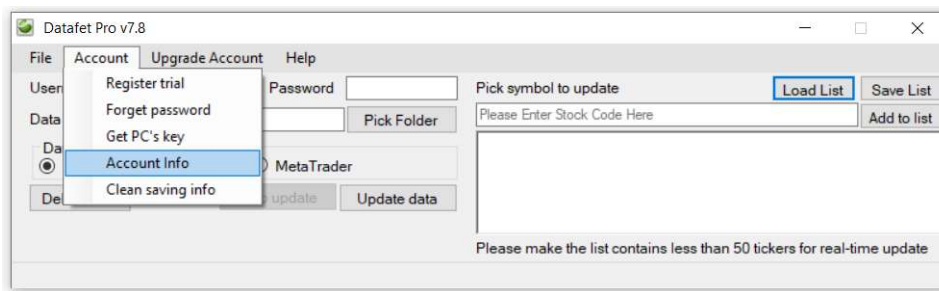 Datafet Pro v7.8
File Account Upgrade Account Help
Register trial
Forget password
Get PC's key
Account Info
Clean saving info
Password
Data
Pick Folder
MetaTrader
update
Update data
Pick symbol to update
Load List
Save List
Please Enter Stock Code Here
Add to list
Please make the list contains less than 50 tickers for real-time update